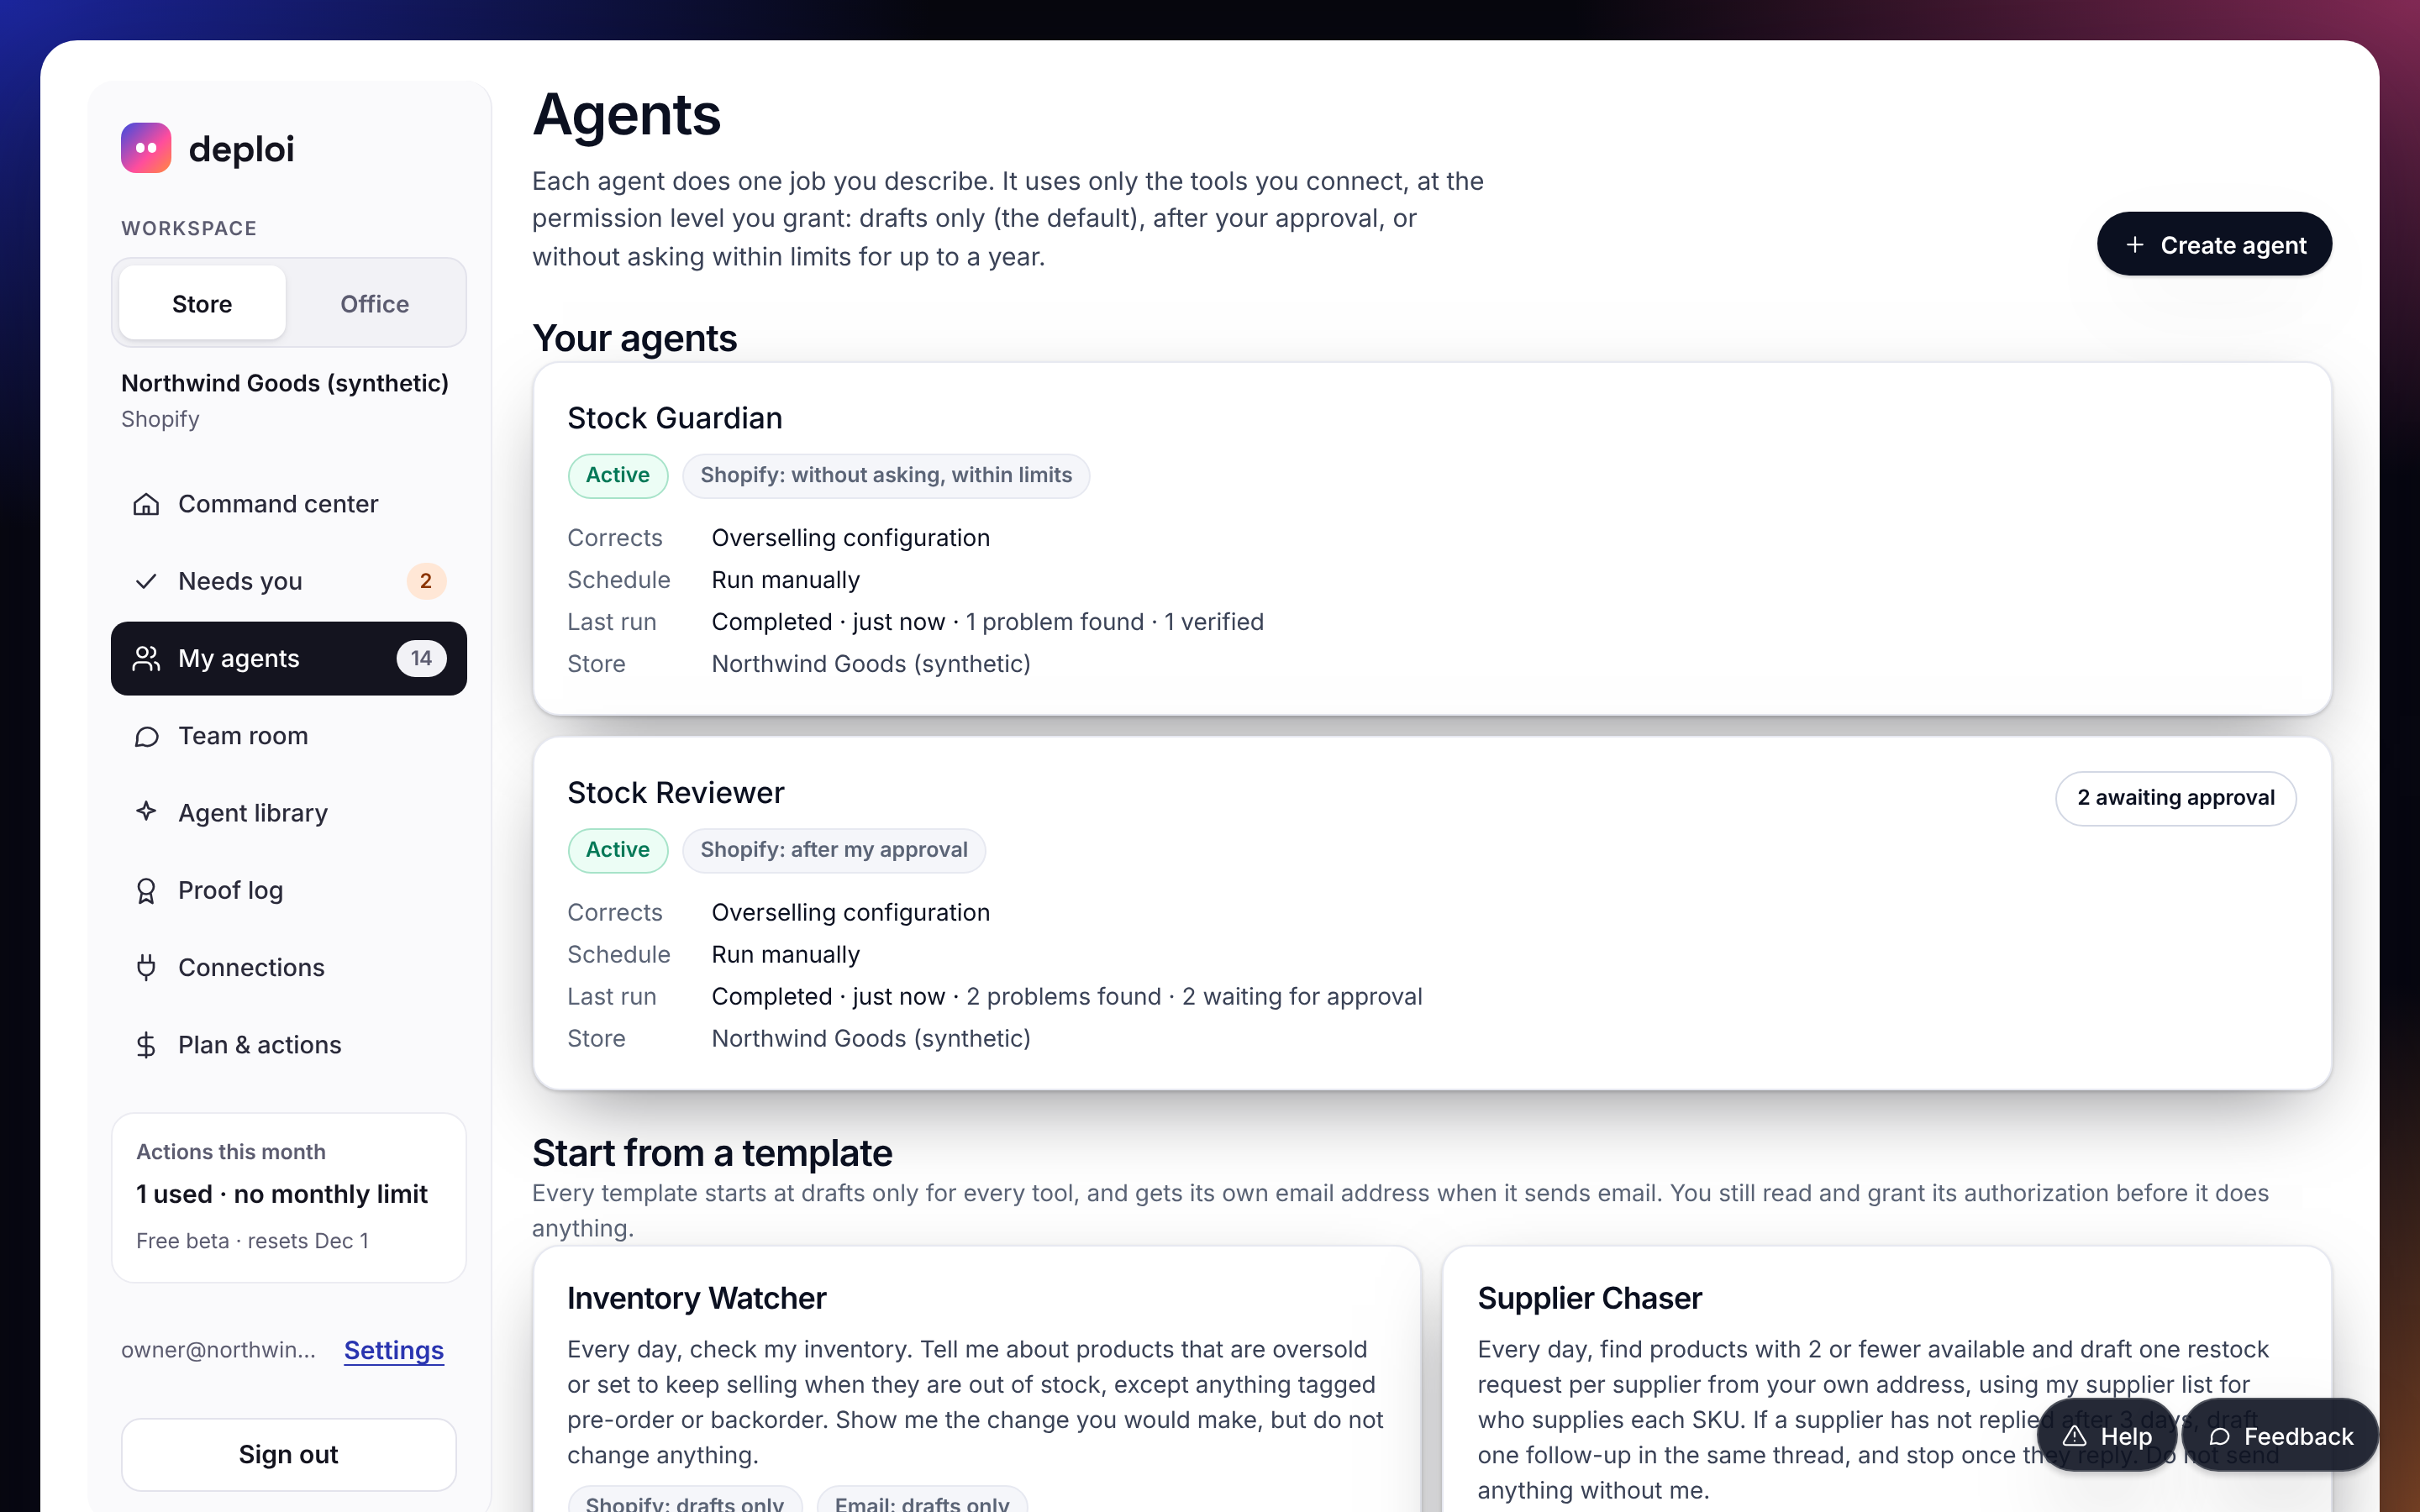 deploi
WORKSPACE
Store
Office
Northwind Goods (synthetic)
Shopify
Command center
Needs you
2
My agents
14
Team room
Agent library
Proof log
Connections
Plan & actions
Actions this month
1 used · no monthly limit
Free beta · resets Dec 1
owner@northwin...
Settings
Sign out
Agents
Each agent does one job you describe. It uses only the tools you connect, at the
permission level you grant: drafts only (the default), after your approval, or
without asking within limits for up to a year.
+ Create agent
Your agents
Stock Guardian
Active
Shopify: without asking, within limits
Corrects Overselling configuration
Schedule Run manually
Last run Completed · just now · 1 problem found · 1 verified
Store Northwind Goods (synthetic)
Stock Reviewer
2 awaiting approval
Active
Shopify: after my approval
Corrects Overselling configuration
Schedule Run manually
Last run Completed · just now · 2 problems found · 2 waiting for approval
Store Northwind Goods (synthetic)
Start from a template
Every template starts at drafts only for every tool, and gets its own email address when it sends email. You still read and grant its authorization before it does
anything.
Inventory Watcher
Every day, check my inventory. Tell me about products that are oversold
or set to keep selling when they are out of stock, except anything tagged
pre-order or backorder. Show me the change you would make, but do not
change anything.
Shopify: drafts only
Email: drafts only
Supplier Chaser
Every day, find products with 2 or fewer available and draft one restock
request per supplier from your own address, using my supplier list for
who supplies each SKU. If a supplier has not replied after 3 days, draft
one follow-up in the same thread, and stop once they reply. Do not send
anything without me.
Help
Feedback